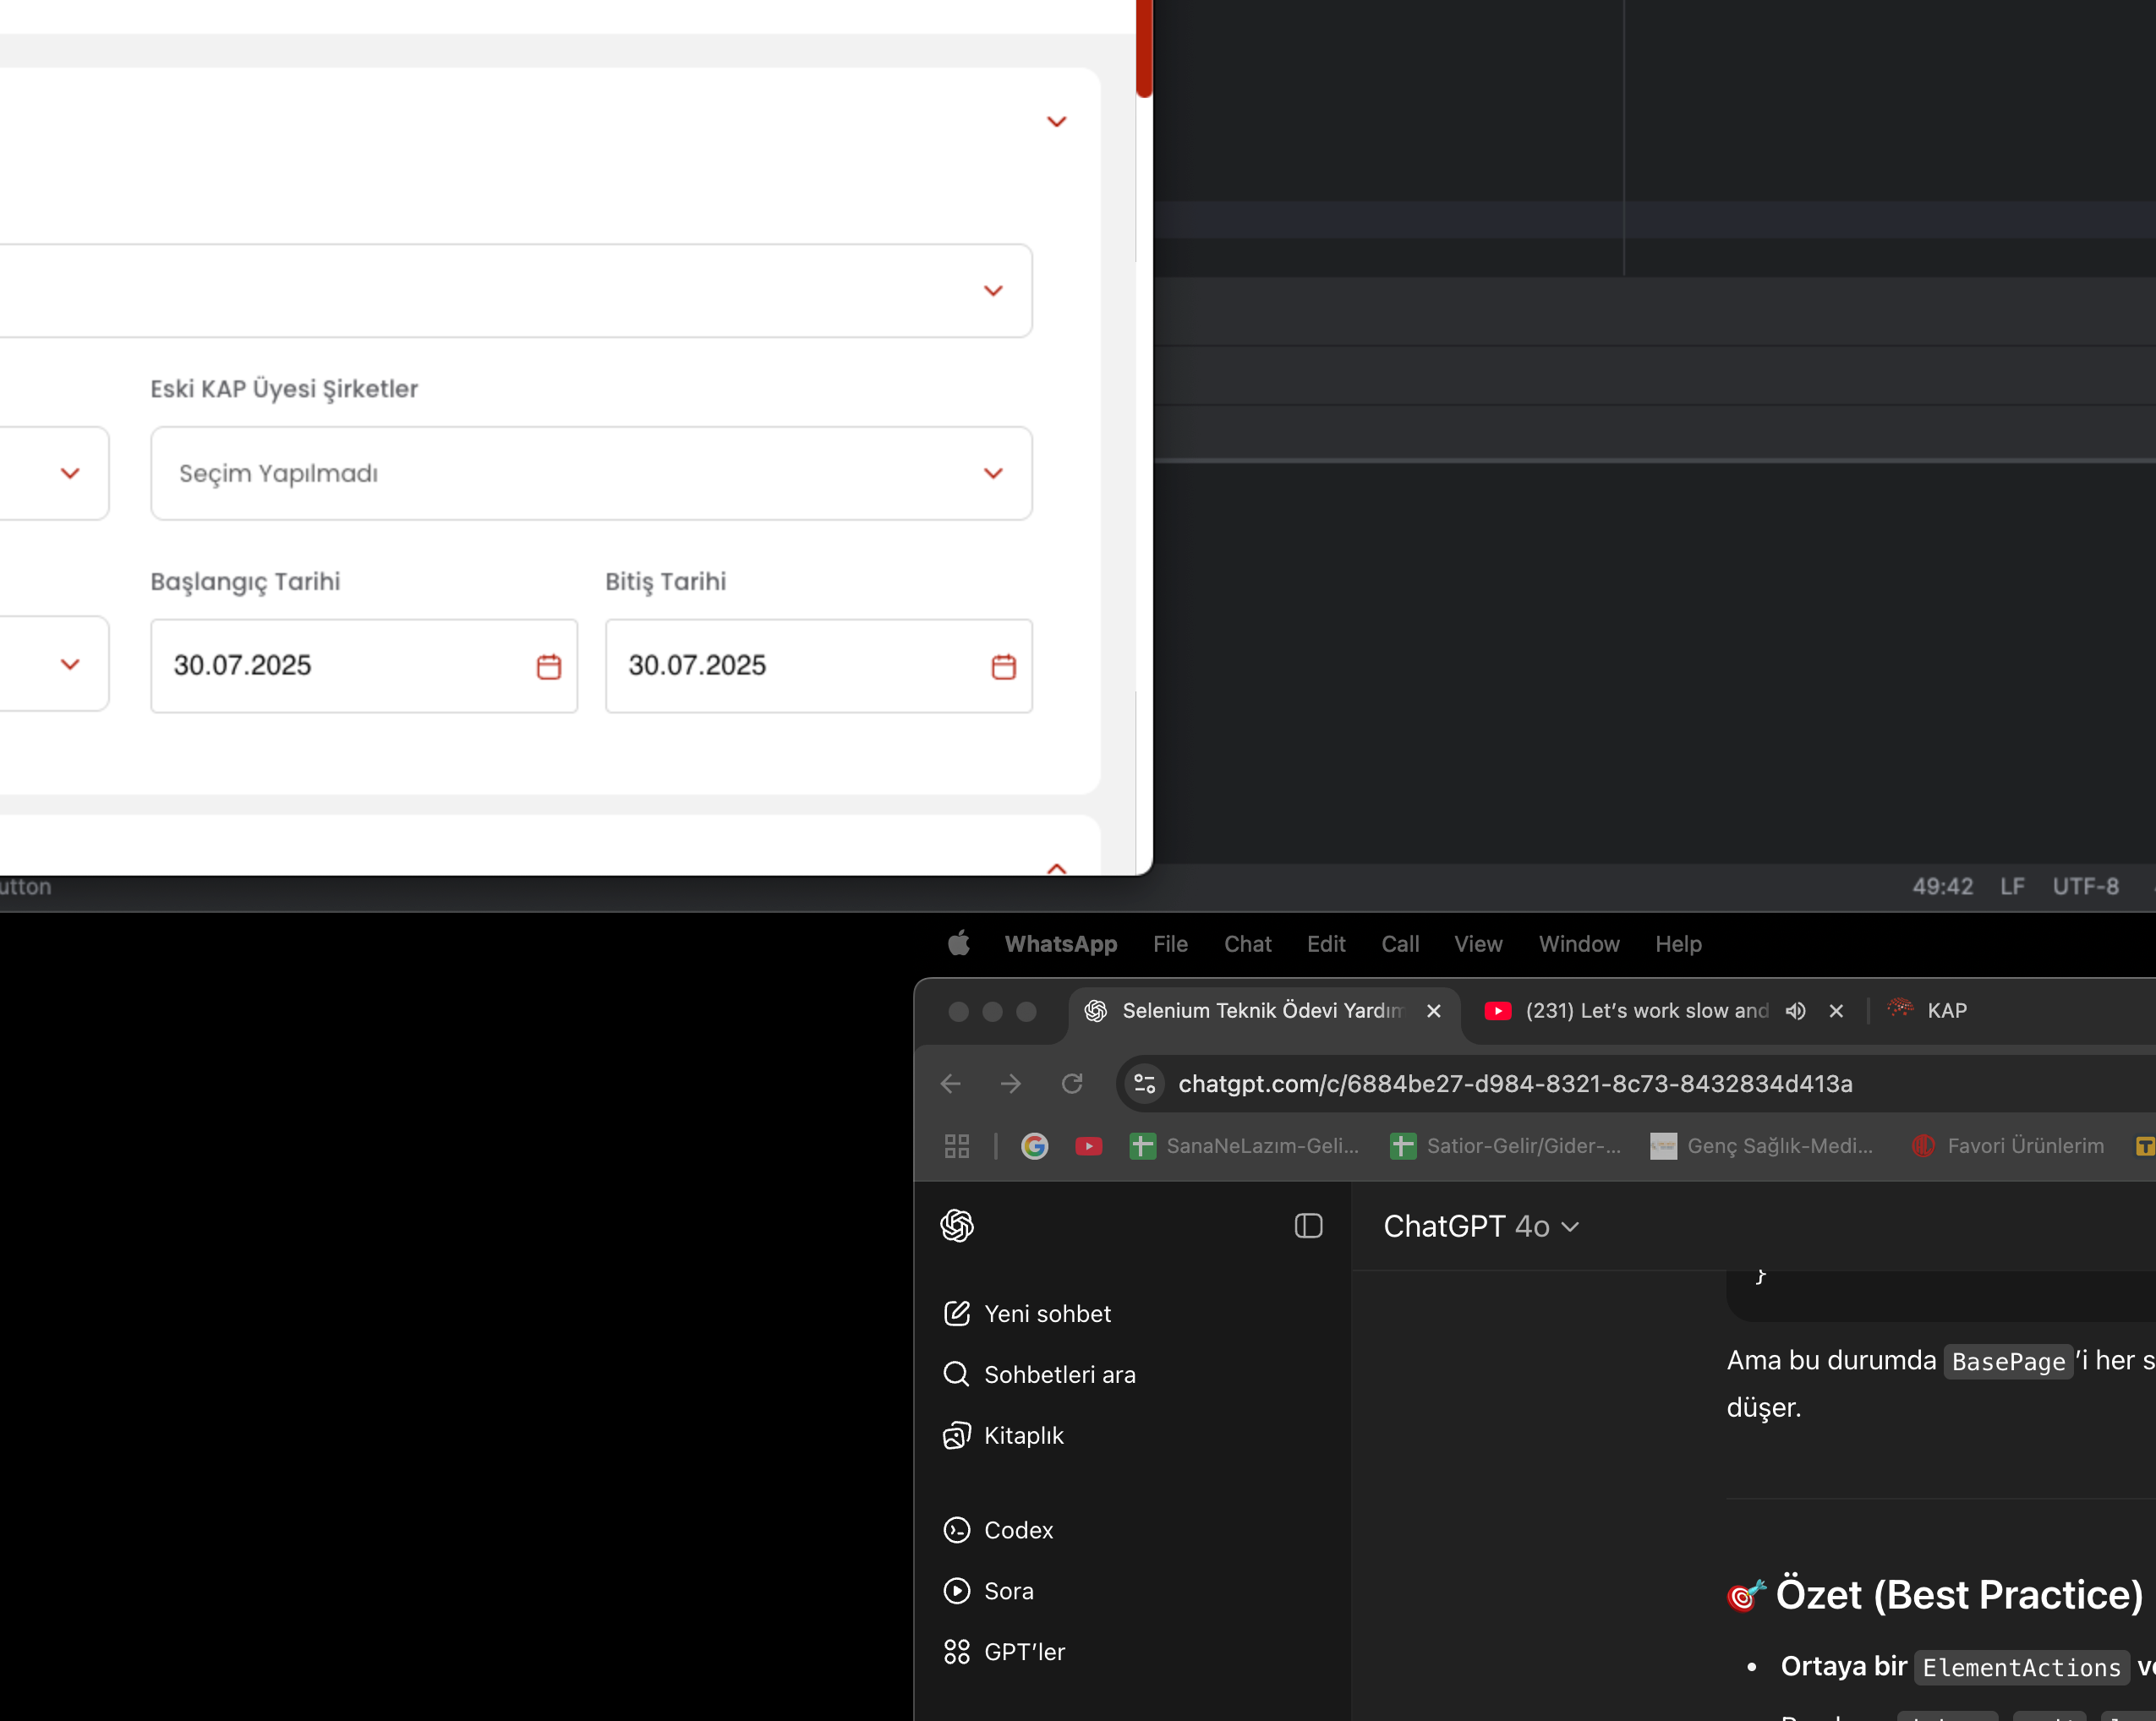 Eski KAP Üyesi Şirketler
Seçim Yapılmadı
Başlangıç Tarihi
Bitiş Tarihi
30.07.2025
30.07.2025
utton
49:42 LF UTF-8
WhatsApp File Chat Edit Call View Window Help
Selenium Teknik Ödevi Yardım
(231) Let's work slow and
KAP
chatgpt.com/c/6884be27-d984-8321-8c73-8432834d413a
SanaNeLazım-Geli...
Satior-Gelir/Gider-...
Genç Sağlık-Medi...
Favori Ürünlerim
ChatGPT 4o
Yeni sohbet
Sohbetleri ara
Kitaplık
Codex
Sora
GPT'ler
}
Ama bu durumda BasePage'i her s
düşer.
🎯 Özet (Best Practice)
• Ortaya bir ElementActions ve